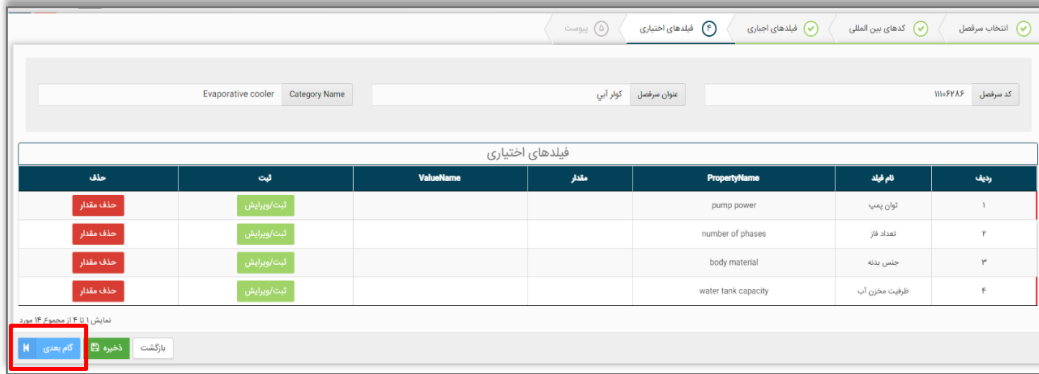 انتخاب سرفصل
کدهای بین المللی
فیلدهای اجباری
۴ فیلدهای اختیاری
۵ پیوست
کد سرفصل ۱۱۱۰۶۲۸۶
عنوان سرفصل کولر آبي
Category Name Evaporative cooler
فیلدهای اختیاری
ردیف نام فیلد PropertyName مقدار ValueName ثبت حذف
۱ توان پمپ pump power ثبت/ویرایش حذف مقدار
۲ تعداد فاز number of phases ثبت/ویرایش حذف مقدار
۳ جنس بدنه body material ثبت/ویرایش حذف مقدار
۴ ظرفیت مخزن آب water tank capacity ثبت/ویرایش حذف مقدار
نمایش ۱ تا ۴ از مجموع ۱۴ مورد
بازگشت ذخیره گام بعدی